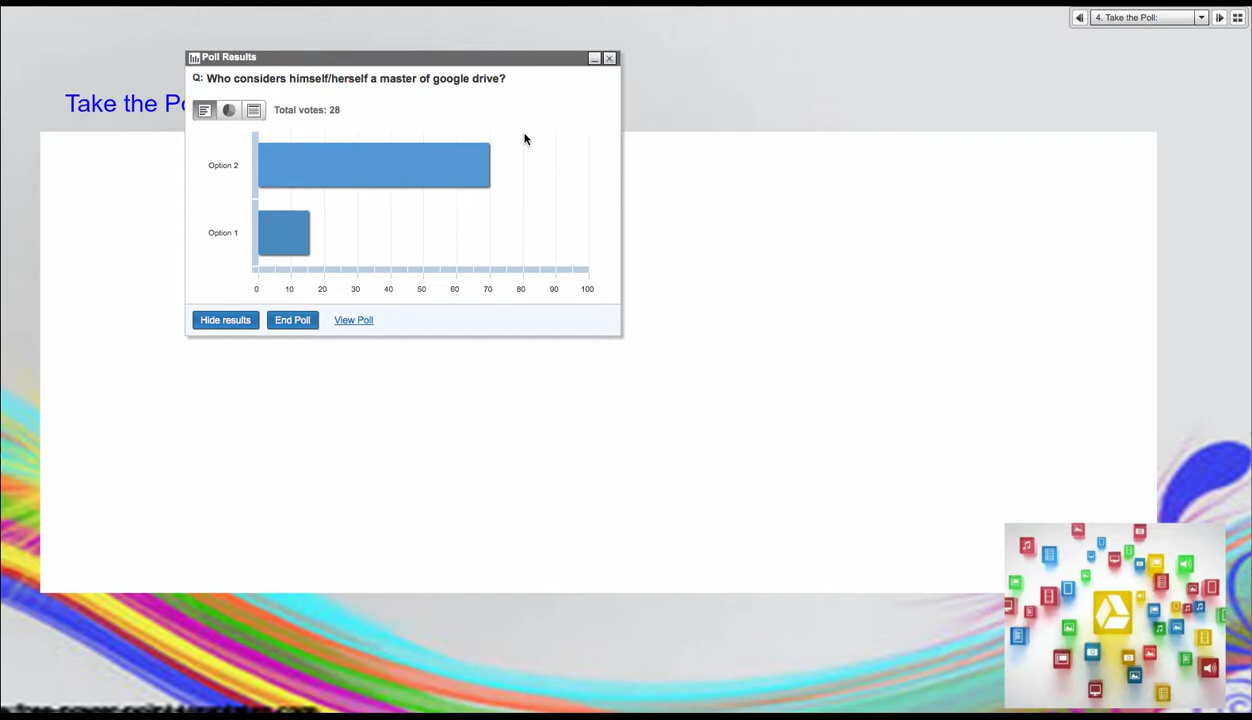 4. Take the Poll:
Poll Results
Q: Who considers himself/herself a master of google drive?
Take the Po
Total votes: 28
Option 2
Option 1
0 10 20 30 40 50 60 70 80 90 100
Hide results End Poll View Poll